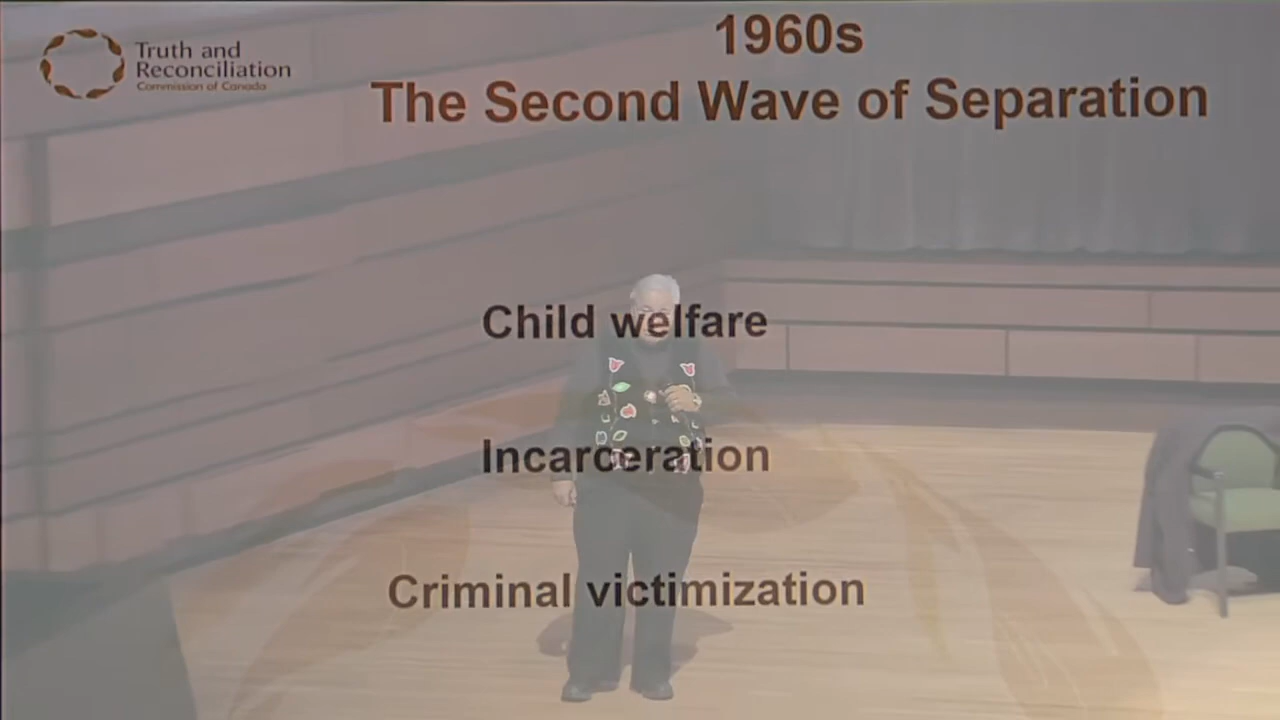 Truth and
Reconciliation
Commission of Canada
1960s
The Second Wave of Separation
Child welfare
Incarceration
Criminal victimization